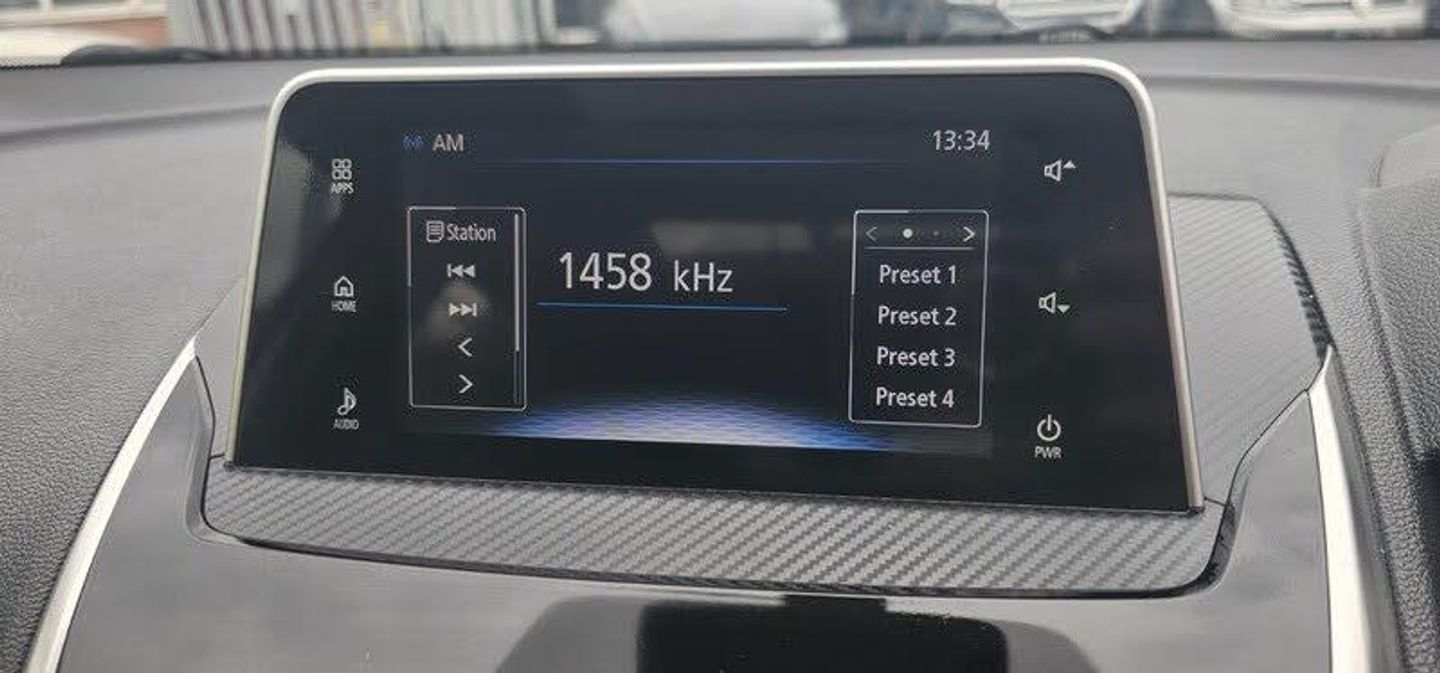 AM
13:34
APPS
Station
1458 kHz
Preset 1
HOME
Preset 2
Preset 3
AUDIO
Preset 4
PWR